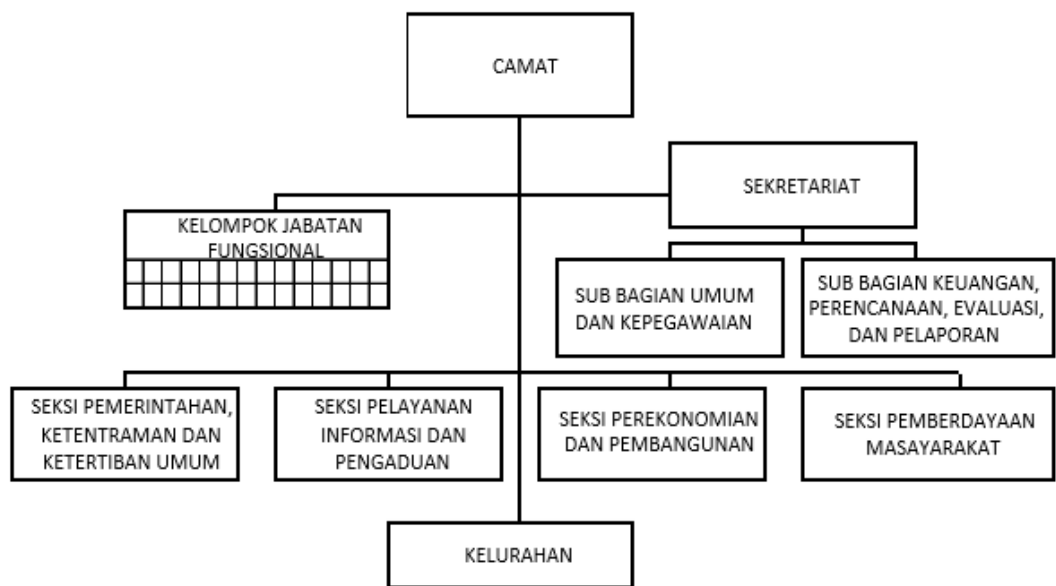 CAMAT
SEKRETARIAT
KELOMPOK JABATAN
FUNGSIONAL
SUB BAGIAN UMUM
DAN KEPEGAWAIAN
SUB BAGIAN KEUANGAN,
PERENCANAAN, EVALUASI,
DAN PELAPORAN
SEKSI PEMERINTAHAN,
KETENTRAMAN DAN
KETERTIBAN UMUM
SEKSI PELAYANAN
INFORMASI DAN
PENGADUAN
SEKSI PEREKONOMIAN
DAN PEMBANGUNAN
SEKSI PEMBERDAYAAN
MASAYARAKAT
KELURAHAN